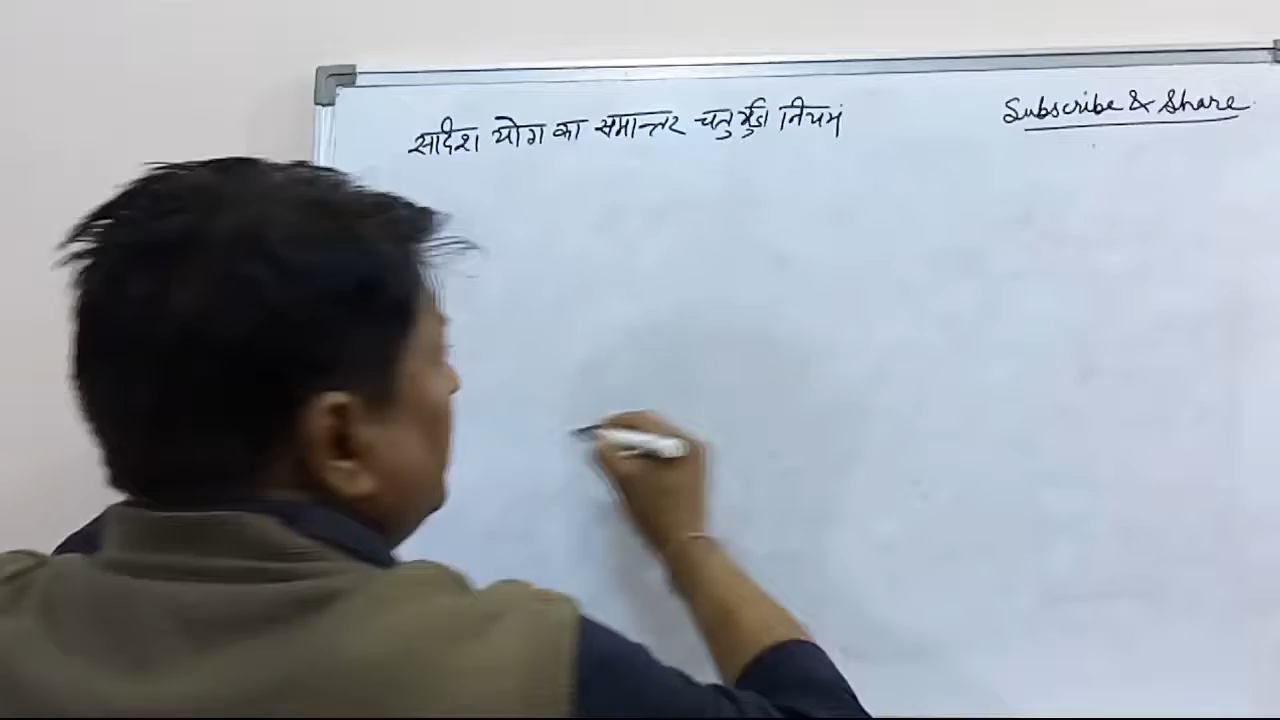 सदिश योग का समान्तर चतुर्भुज नियम
Subscribe & Share